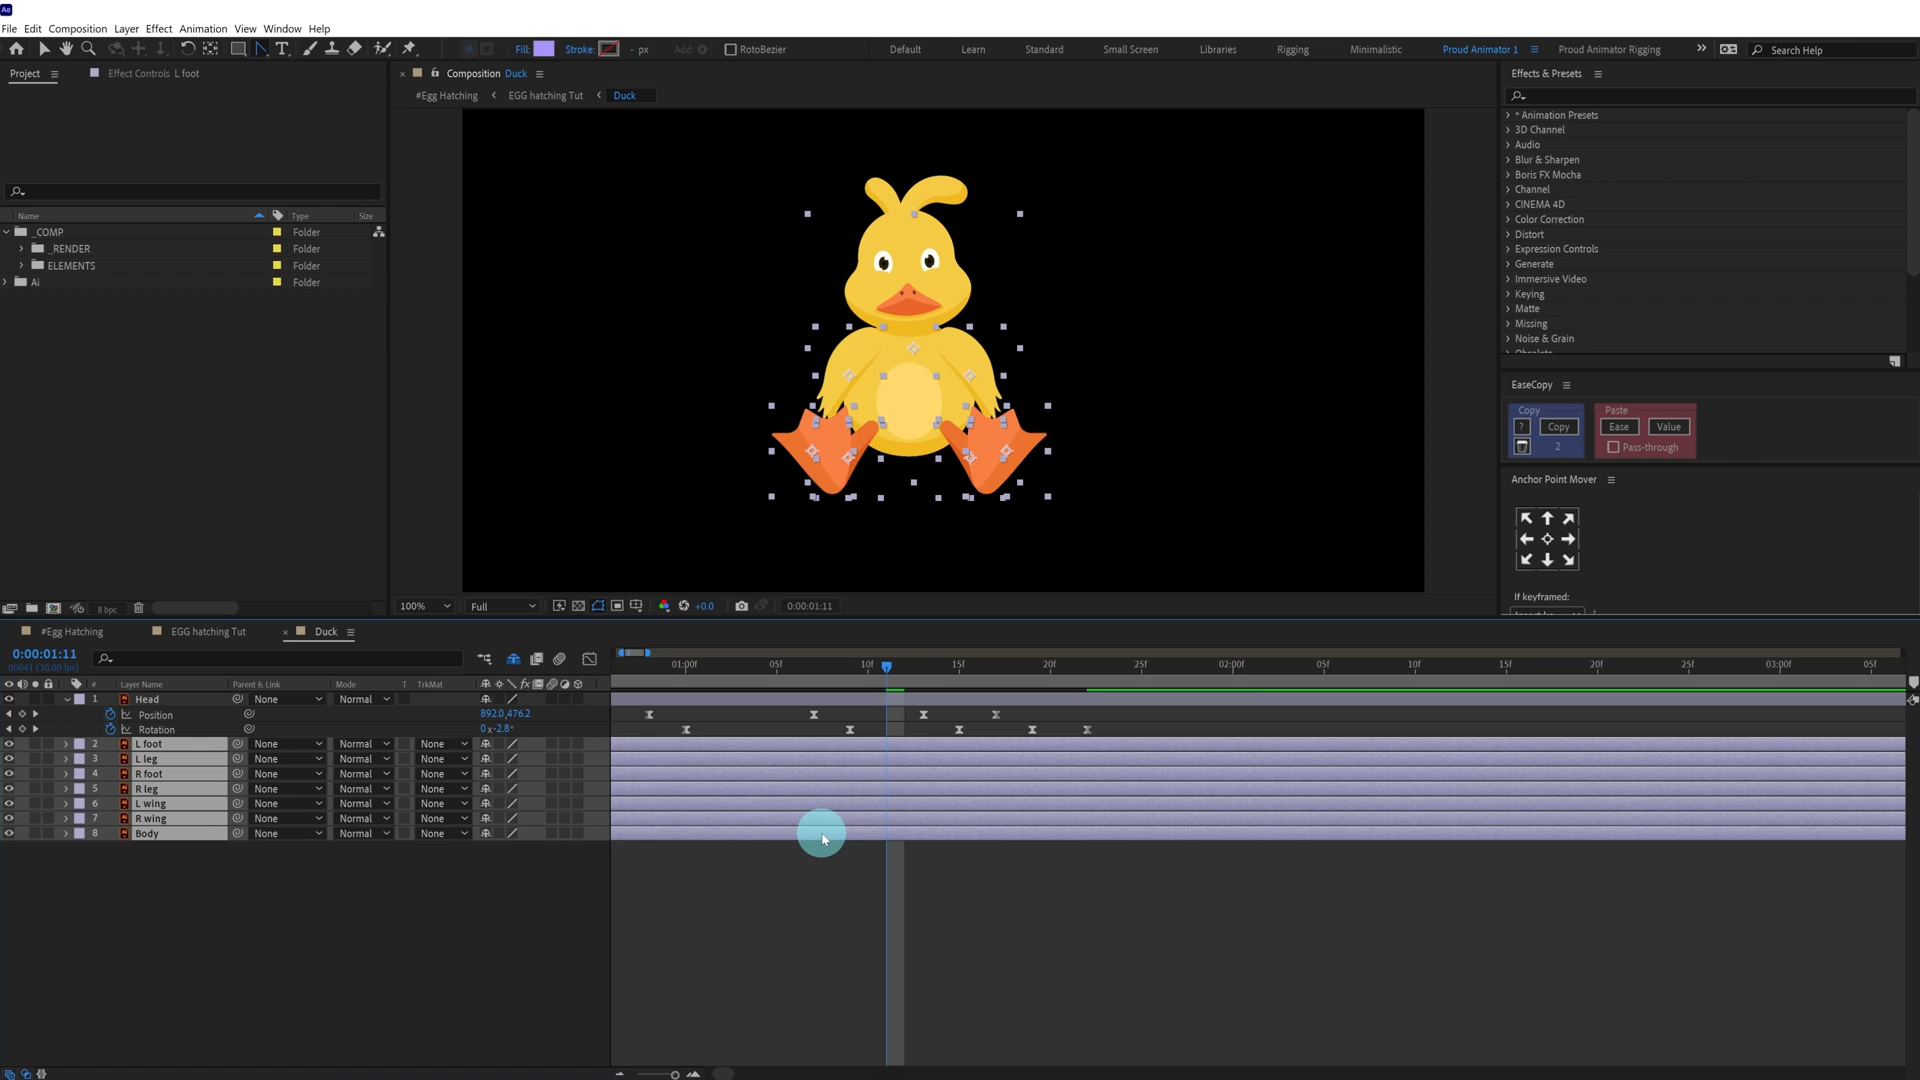 Ae
File Edit Composition Layer Effect Animation View Window Help
Fill: Stroke: - px Add: RotoBezier Default Learn Standard Small Screen Libraries Rigging Minimalistic Proud Animator 1 Proud Animator Rigging Search Help
Project Effect Controls L foot
Composition Duck
#Egg Hatching EGG hatching Tut Duck
Name Type Size
_COMP Folder
_RENDER Folder
ELEMENTS Folder
Ai Folder
8 bpc
100% Full +0.0 0:00:01:11
Effects & Presets
* Animation Presets
3D Channel
Audio
Blur & Sharpen
Boris FX Mocha
Channel
CINEMA 4D
Color Correction
Distort
Expression Controls
Generate
Immersive Video
Keying
Matte
Missing
Noise & Grain
EaseCopy
Copy Paste
? Copy Ease Value
2 Pass-through
Anchor Point Mover
If keyframed:
#Egg Hatching EGG hatching Tut Duck
0:00:01:11
00041 (30.00 fps)
01:00f 05f 10f 15f 20f 25f 02:00f 05f 10f 15f 20f 25f 03:00f 05f
# Layer Name Parent & Link Mode T TrkMat
1 Head None Normal
Position 892.0,476.2
Rotation 0x-2.8°
2 L foot None Normal None
3 L leg None Normal None
4 R foot None Normal None
5 R leg None Normal None
6 L wing None Normal None
7 R wing None Normal None
8 Body None Normal None